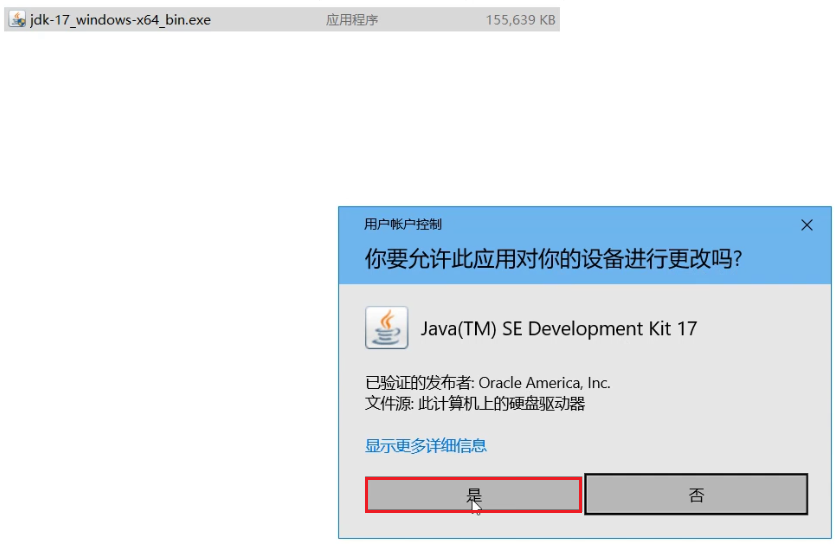 jdk-17_windows-x64_bin.exe 应用程序 155,639 KB
用户帐户控制
你要允许此应用对你的设备进行更改吗?
Java(TM) SE Development Kit 17
已验证的发布者: Oracle America, Inc.
文件源: 此计算机上的硬盘驱动器
显示更多详细信息
是 否